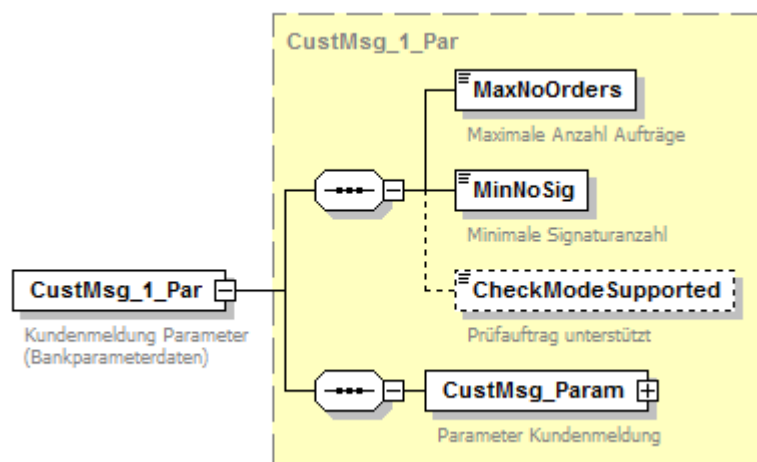 CustMsg_1_Par
MaxNoOrders
Maximale Anzahl Aufträge
MinNoSig
Minimale Signaturanzahl
CustMsg_1_Par
Kundenmeldung Parameter
(Bankparameterdaten)
CheckModeSupported
Prüfauftrag unterstützt
CustMsg_Param
Parameter Kundenmeldung